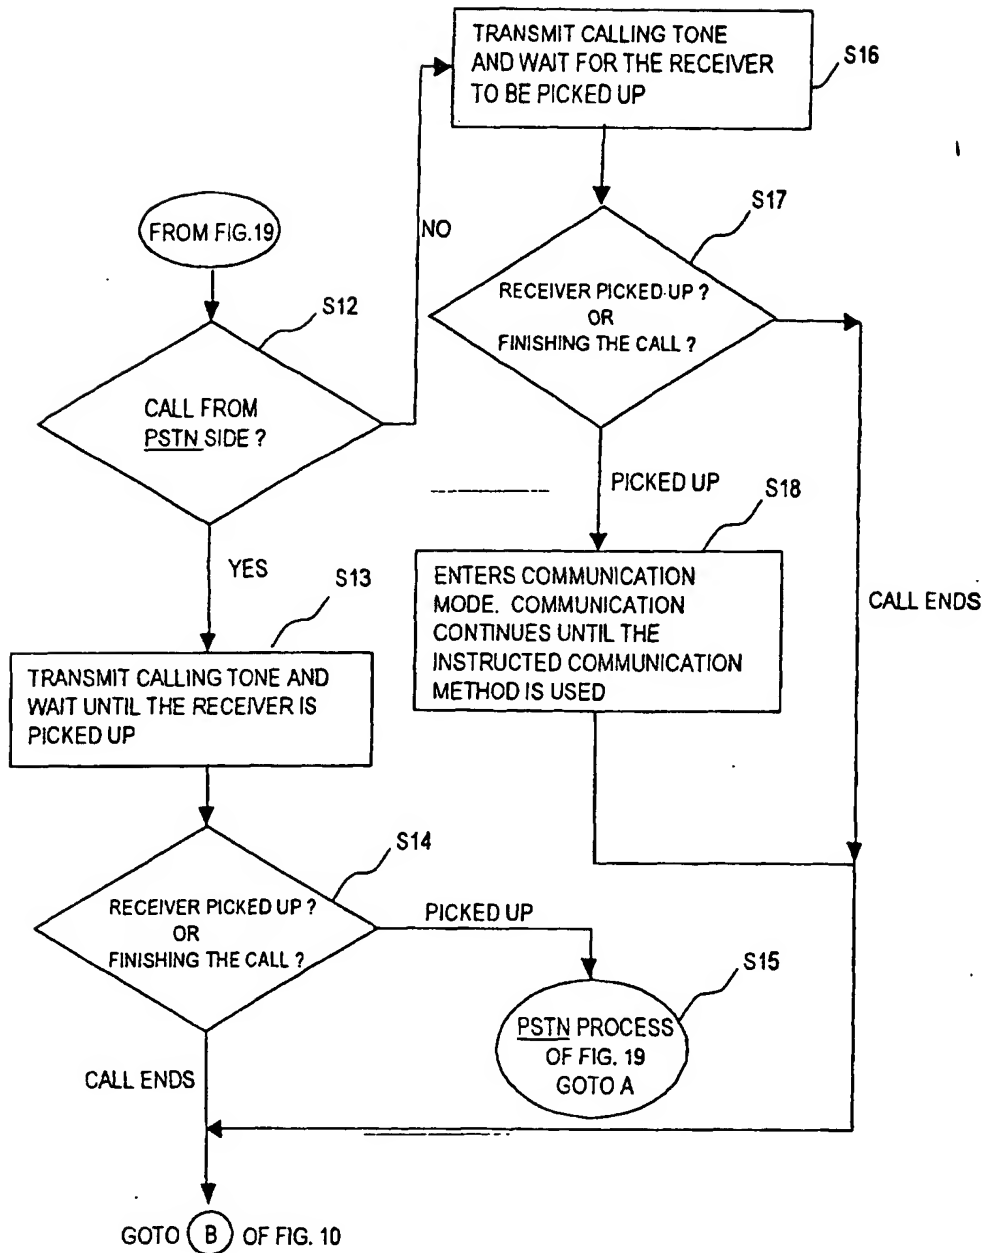 TRANSMIT CALLING TONE
AND WAIT FOR THE RECEIVER
TO BE PICKED UP
S16
FROM FIG.19
NO
S17
RECEIVER PICKED UP ?
OR
FINISHING THE CALL ?
S12
CALL FROM
PSTN SIDE ?
PICKED UP
S18
YES
S13
ENTERS COMMUNICATION
MODE. COMMUNICATION
CONTINUES UNTIL THE
INSTRUCTED COMMUNICATION
METHOD IS USED
CALL ENDS
TRANSMIT CALLING TONE AND
WAIT UNTIL THE RECEIVER IS
PICKED UP
S14
RECEIVER PICKED UP ?
OR
FINISHING THE CALL ?
PICKED UP
S15
PSTN PROCESS
OF FIG. 19
GOTO A
CALL ENDS
GOTO B OF FIG. 10